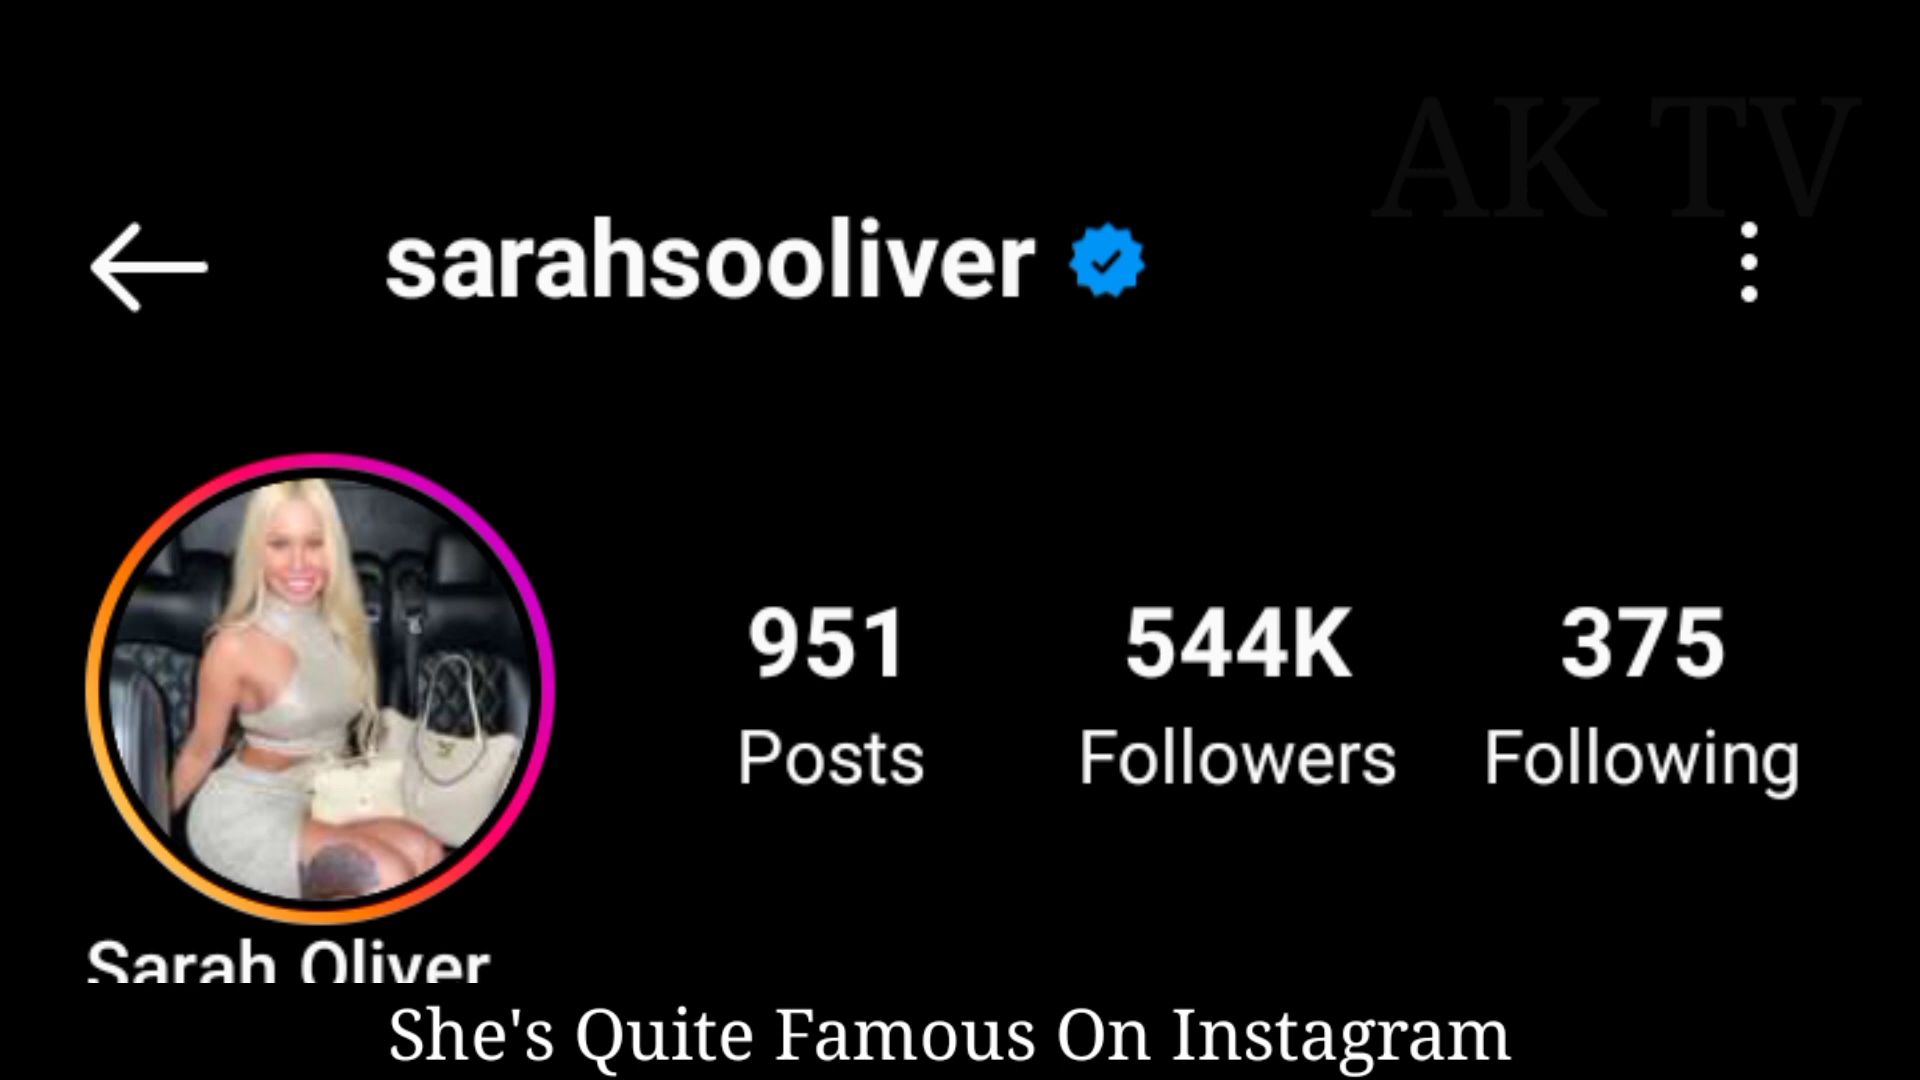 AK TV
sarahsooliver
951 544K 375
Posts Followers Following
Sarah Oliver
She's Quite Famous On Instagram